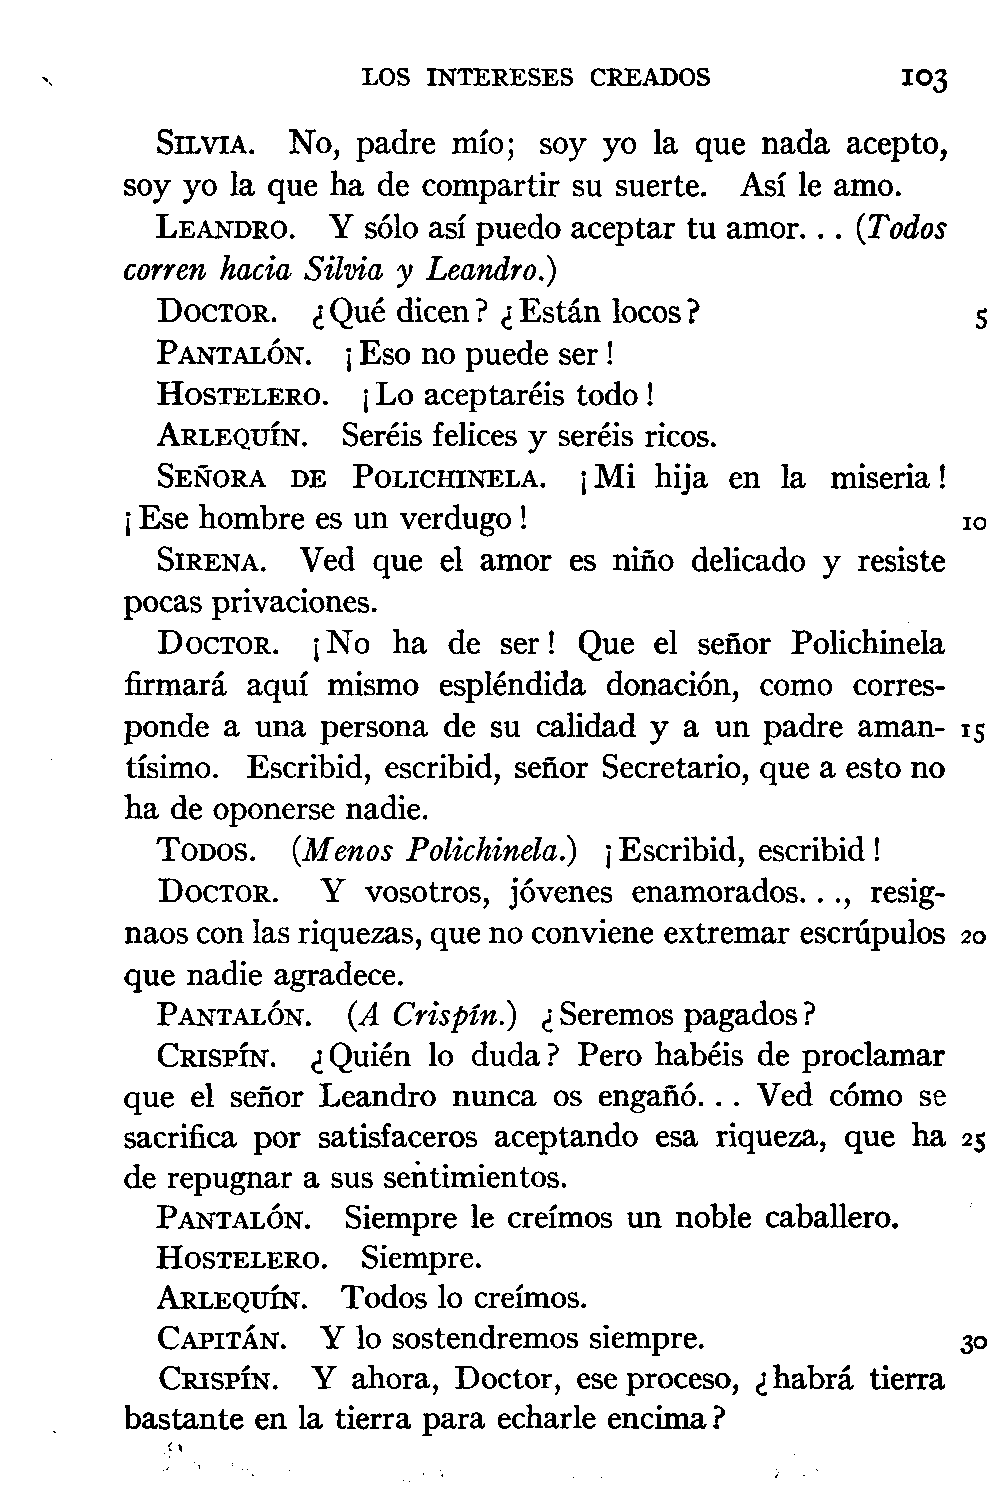 LOS INTERESES CREADOS 103
SILVIA. No, padre mío; soy yo la que nada acepto,
soy yo la que ha de compartir su suerte. Así le amo.
LEANDRO. Y sólo así puedo aceptar tu amor. . . (Todos
corren hacia Silvia y Leandro.)
DOCTOR. ¿Qué dicen? ¿Están locos? 5
PANTALÓN. ¡Eso no puede ser!
HOSTELERO. ¡Lo aceptaréis todo!
ARLEQUÍN. Seréis felices y seréis ricos.
SEÑORA DE POLICHINELA. ¡Mi hija en la miseria!
¡Ese hombre es un verdugo! 10
SIRENA. Ved que el amor es niño delicado y resiste
pocas privaciones.
DOCTOR. ¡No ha de ser! Que el señor Polichinela
firmará aquí mismo espléndida donación, como corres-
ponde a una persona de su calidad y a un padre aman- 15
tísimo. Escribid, escribid, señor Secretario, que a esto no
ha de oponerse nadie.
TODOS. (Menos Polichinela.) ¡Escribid, escribid!
DOCTOR. Y vosotros, jóvenes enamorados. . ., resig-
naos con las riquezas, que no conviene extremar escrúpulos 20
que nadie agradece.
PANTALÓN. (A Crispín.) ¿Seremos pagados?
CRISPÍN. ¿Quién lo duda? Pero habéis de proclamar
que el señor Leandro nunca os engañó. . . Ved cómo se
sacrifica por satisfaceros aceptando esa riqueza, que ha 25
de repugnar a sus sentimientos.
PANTALÓN. Siempre le creímos un noble caballero.
HOSTELERO. Siempre.
ARLEQUÍN. Todos lo creímos.
CAPITÁN. Y lo sostendremos siempre. 30
CRISPÍN. Y ahora, Doctor, ese proceso, ¿habrá tierra
bastante en la tierra para echarle encima?